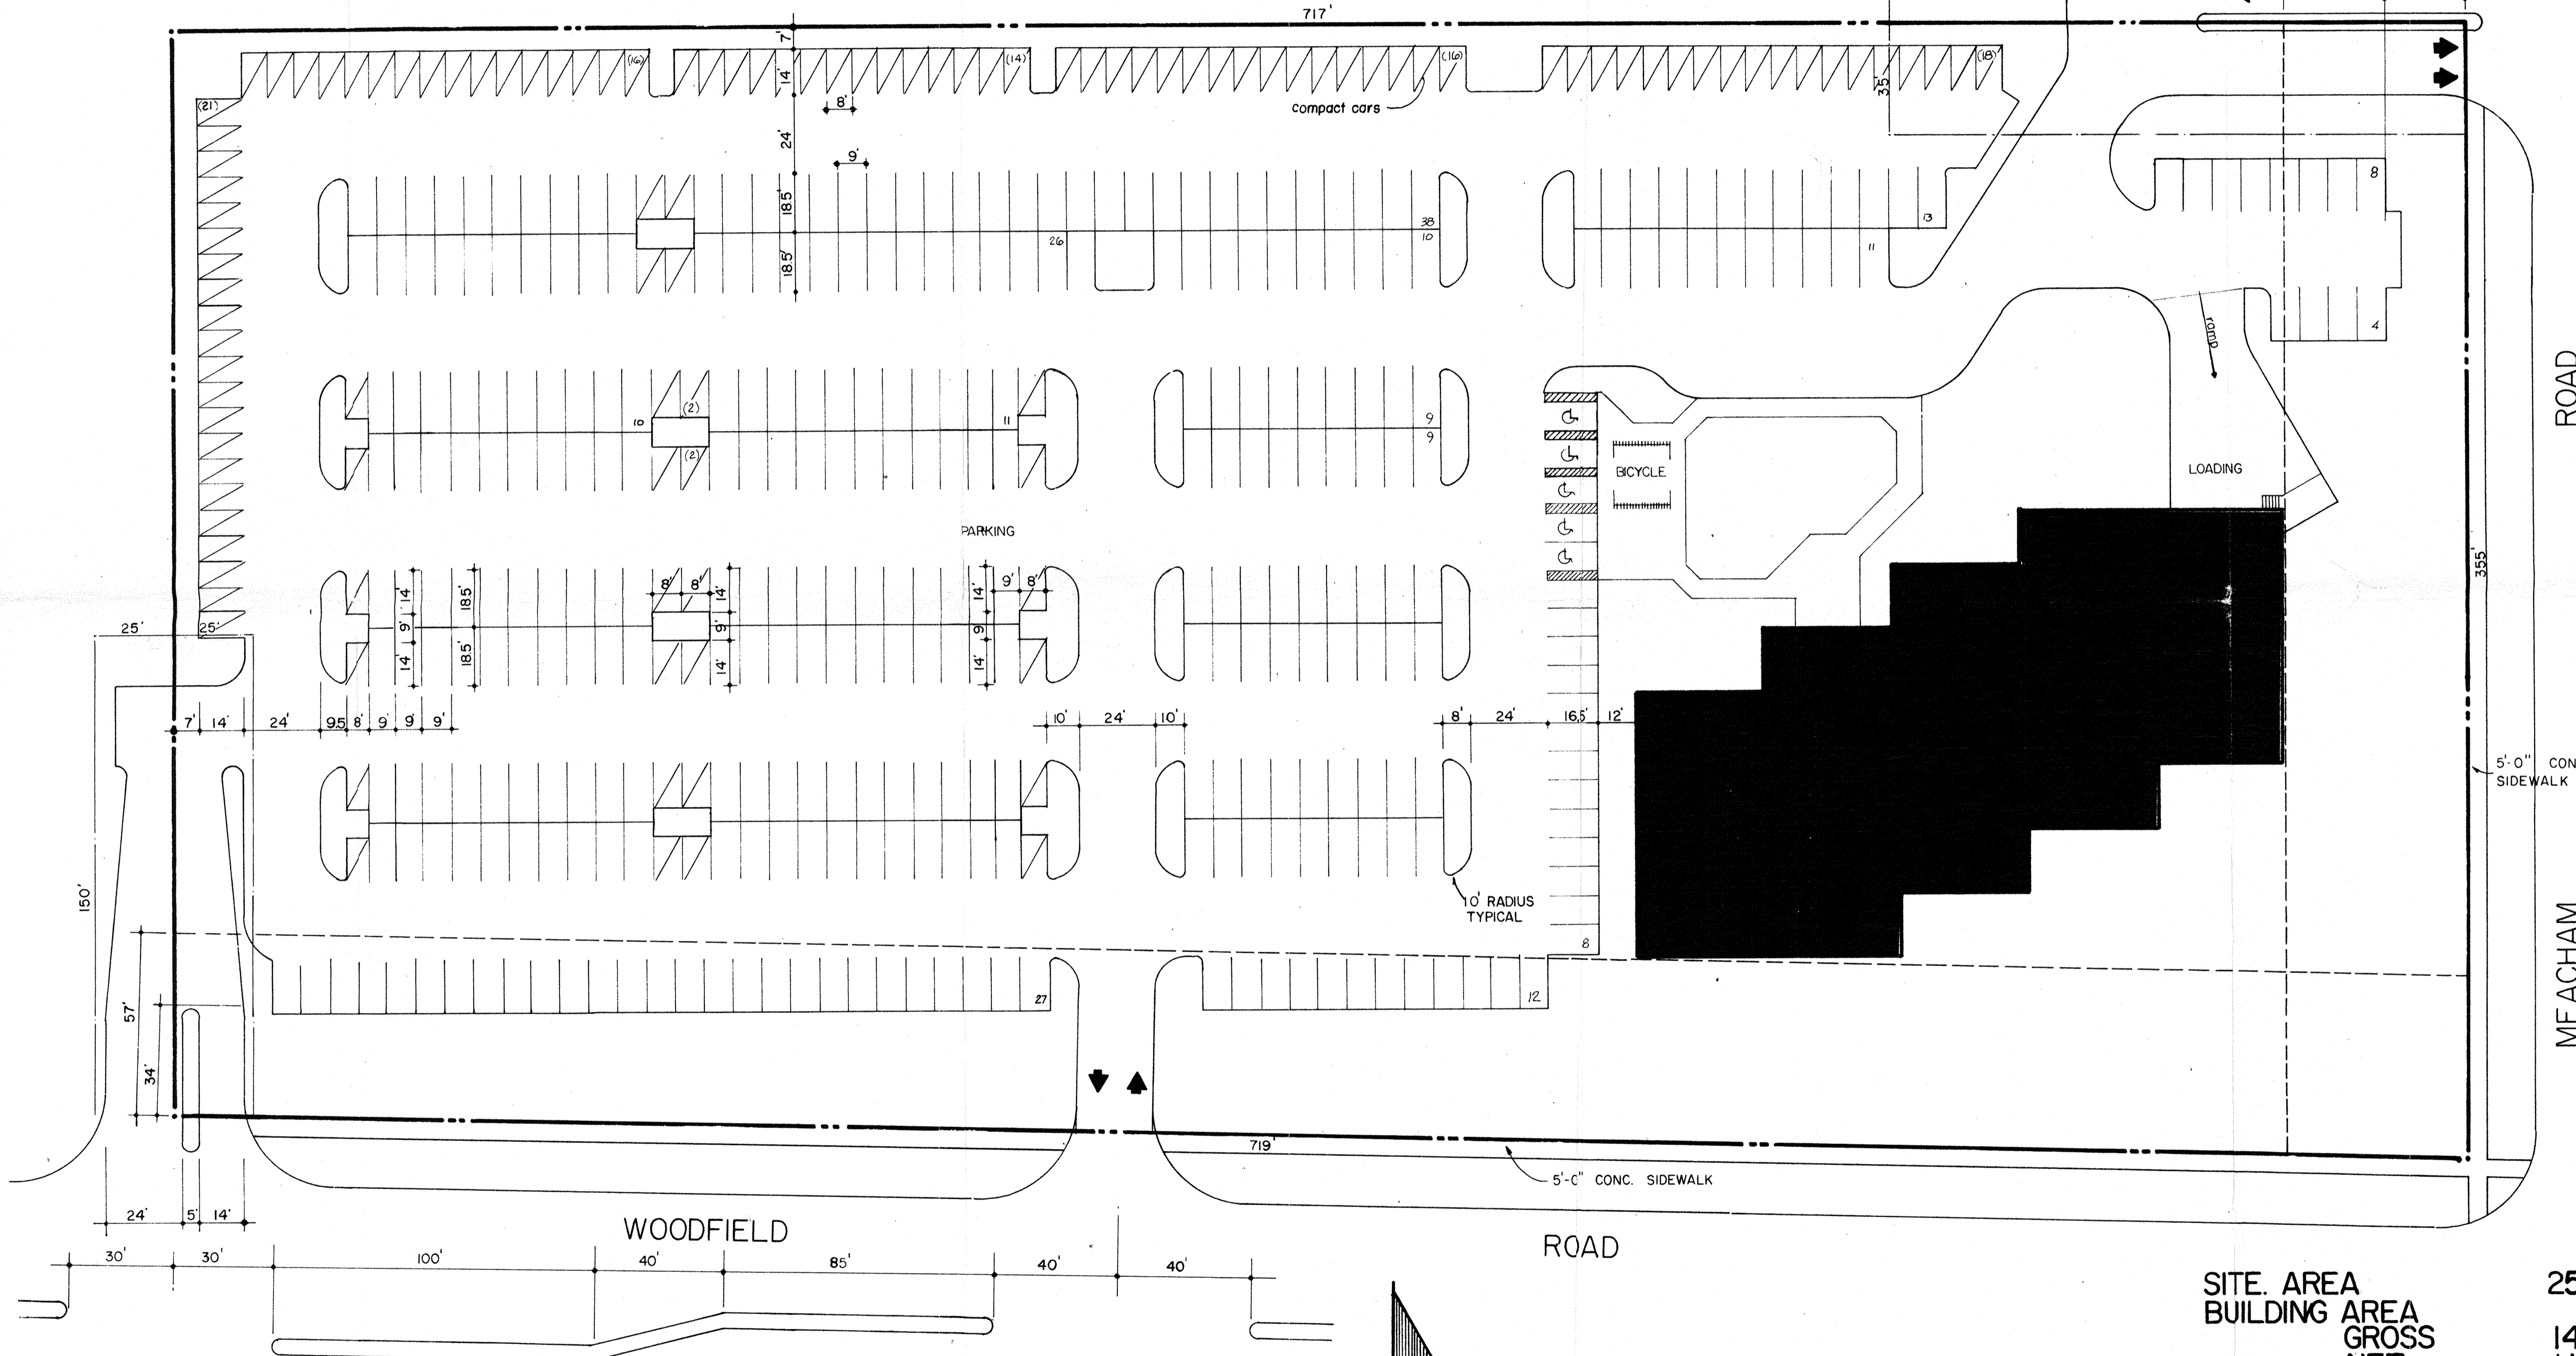 717'
7'
(16)
(14)
(16)
(18)
14'
35'
(21)
8'
compact cars
24'
9'
8
18.5'
38
13
26
10
11
18.5'
ramp
4
ROAD
(2)
10
11
9
9
(2)
BICYCLE
LOADING
PARKING
355'
8' 8' 14' 14' 9' 8'
14' 18.5'
9' 9' 9'
25' 25'
14' 18.5' 14' 14'
7' 14' 24' 9.5 8' 9' 9' 9' 10' 24' 10' 8' 24' 16.5' 12'
5'-0" CON
SIDEWALK
150'
10' RADIUS
TYPICAL
MEACHAM
8
27
12
57'
34'
719'
5'-0" CONC. SIDEWALK
24' 5' 14'
WOODFIELD ROAD
30' 30' 100' 40' 85' 40' 40'
SITE. AREA 25
BUILDING AREA
GROSS 14